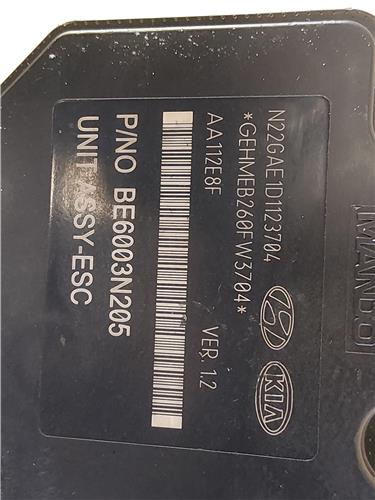 N22GAE1D1123704
*GEHMEB260FW3704*
AA112E8F VER. 1.2
P/NO BE6003N205
UNIT ASSY-ESC
KIA
MANDO